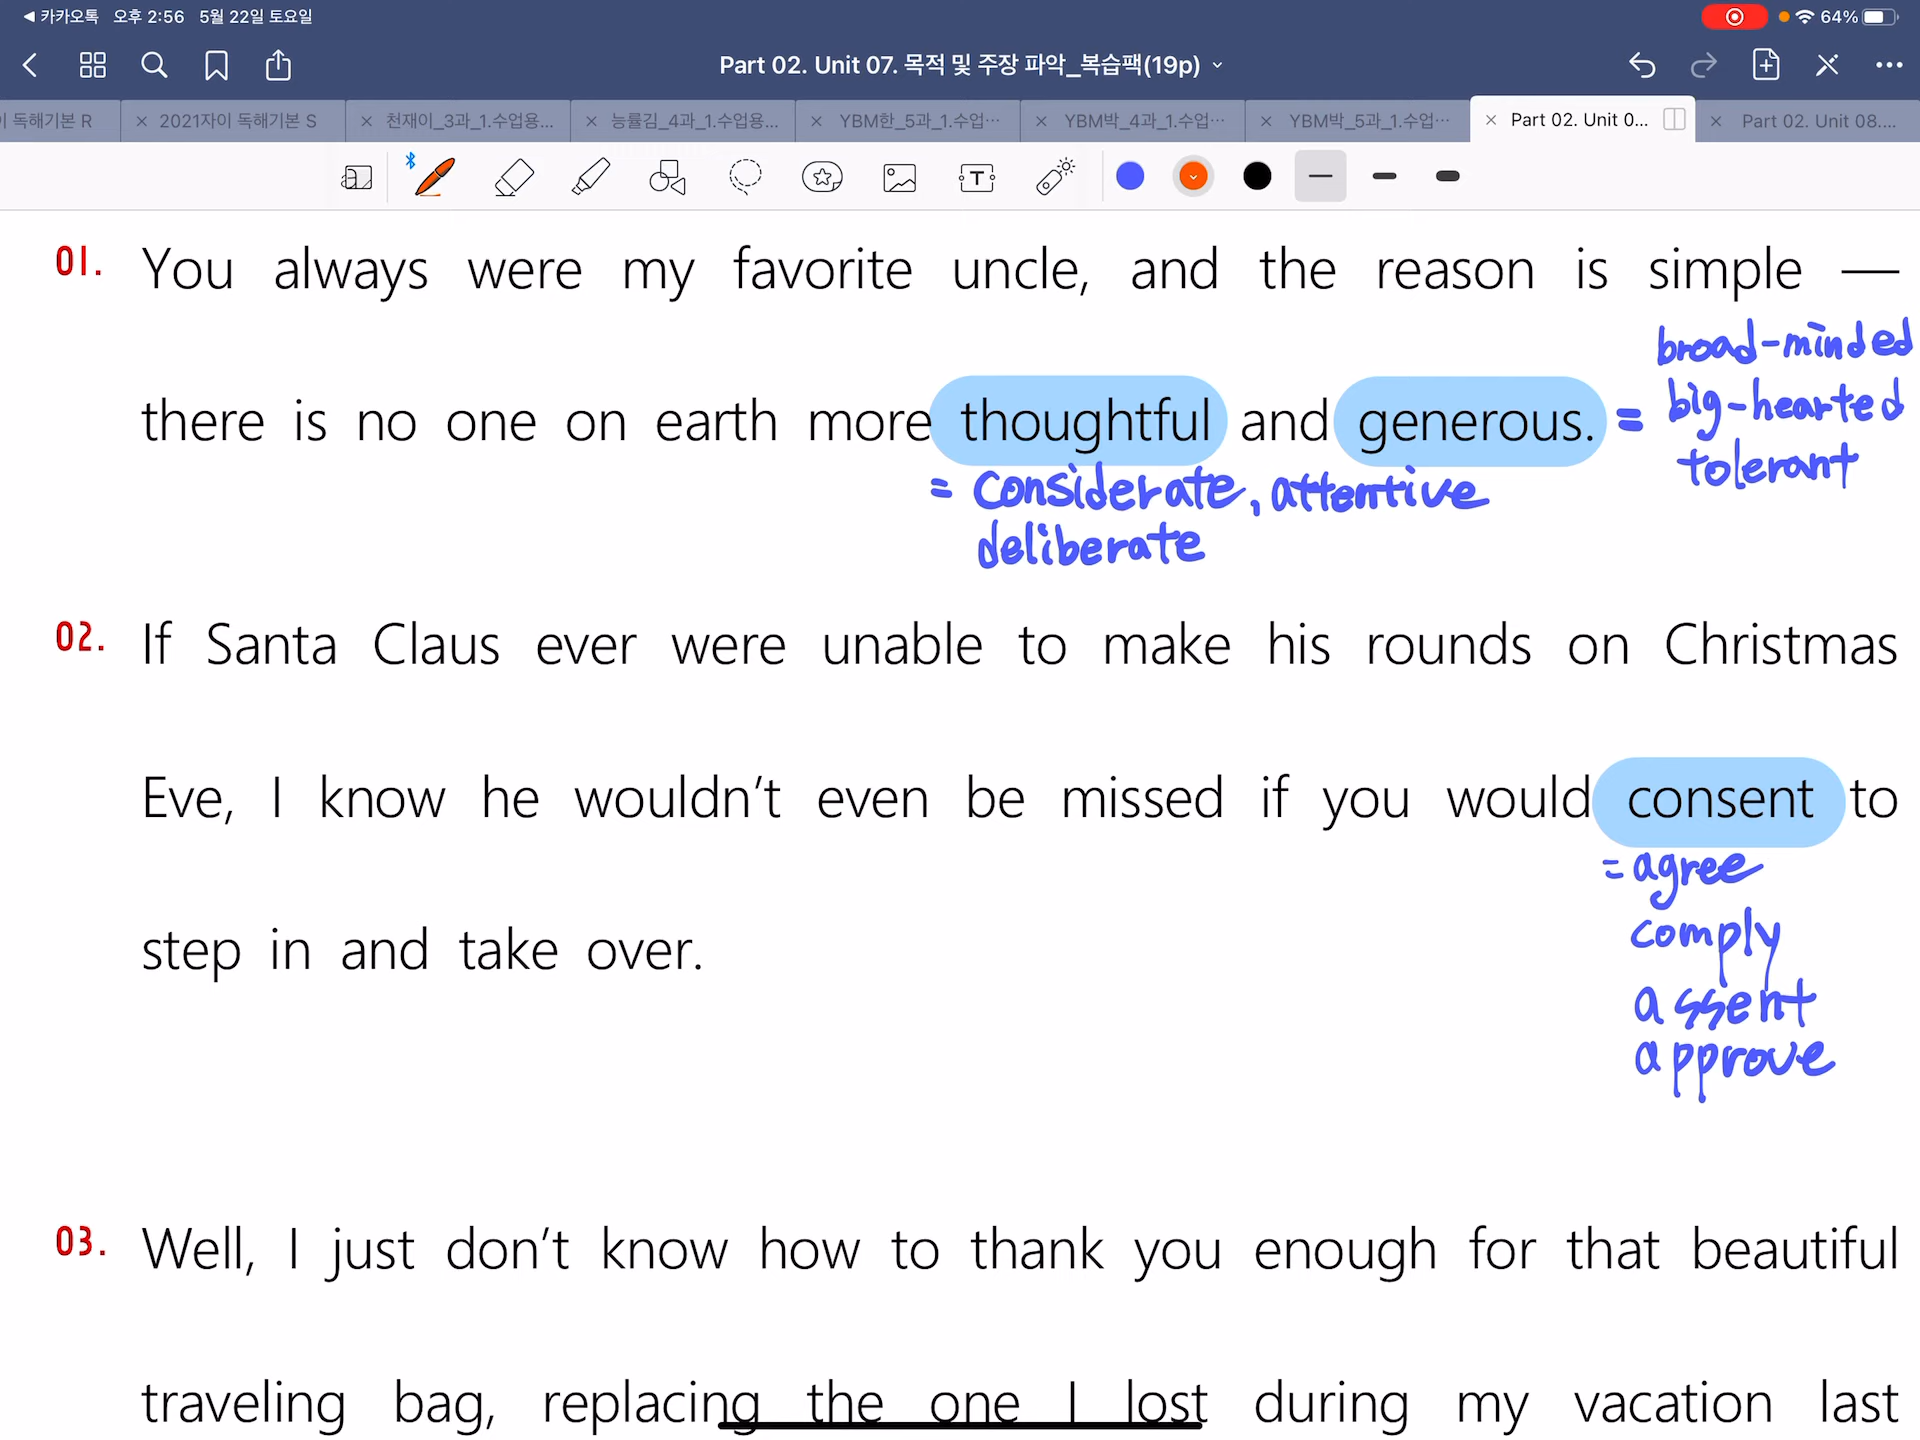 ◀ 카카오톡 오후 2:56 5월 22일 토요일 64%
Part 02. Unit 07. 목적 및 주장 파악_복습팩(19p)
독해기본 R
2021자이 독해기본 S
천재이_3과_1.수업용...
능률김_4과_1.수업용...
YBM한_5과_1.수업...
YBM박_4과_1.수업...
YBM박_5과_1.수업...
Part 02. Unit 0...
Part 02. Unit 08....
01. You always were my favorite uncle, and the reason is simple —
broad-minded
there is no one on earth more thoughtful and generous. = big-hearted
tolerant
= considerate, attentive
deliberate
02. If Santa Claus ever were unable to make his rounds on Christmas
Eve, I know he wouldn't even be missed if you would consent to
= agree
comply
step in and take over.
assent
approve
03. Well, I just don't know how to thank you enough for that beautiful
traveling bag, replacing the one I lost during my vacation last